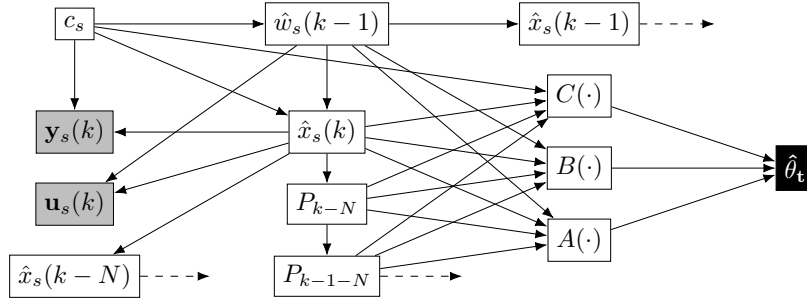 c_s
ŵ_s(k − 1)
x̂_s(k − 1)
C(·)
y_s(k)
x̂_s(k)
B(·)
θ̂_t
u_s(k)
P_{k−N}
A(·)
x̂_s(k − N)
P_{k−1−N}